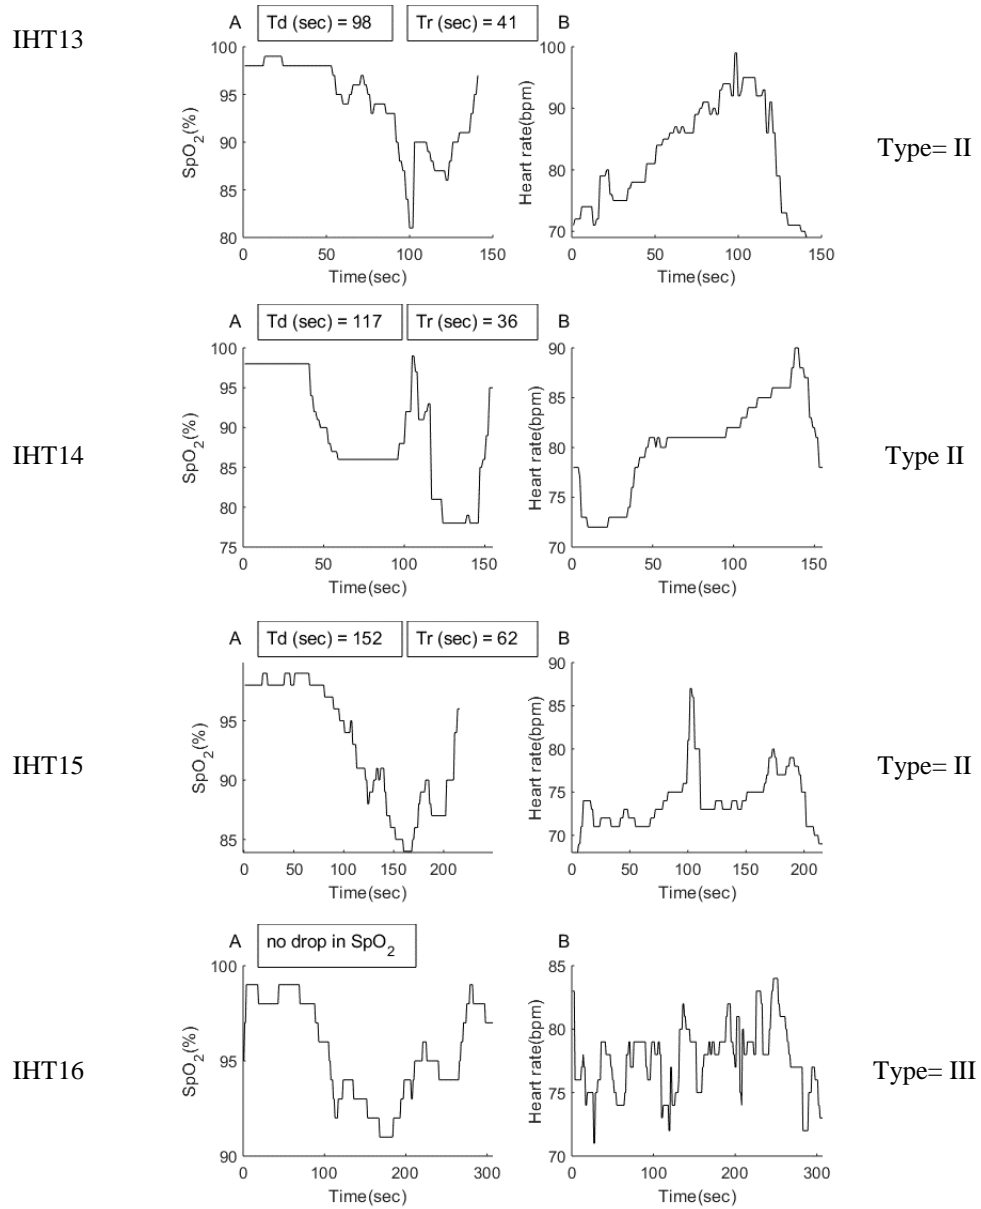 IHT13
A
Td (sec) = 98
Tr (sec) = 41
B
SpO2(%)
100
95
90
85
80
0 50 100 150
Time(sec)
Heart rate(bpm)
100
90
80
70
0 50 100 150
Time(sec)
Type= II
IHT14
A
Td (sec) = 117
Tr (sec) = 36
B
SpO2(%)
100
95
90
85
80
75
0 50 100 150
Time(sec)
Heart rate(bpm)
90
85
80
75
70
0 50 100 150
Time(sec)
Type II
IHT15
A
Td (sec) = 152
Tr (sec) = 62
B
SpO2(%)
95
90
85
0 50 100 150 200
Time(sec)
Heart rate(bpm)
90
85
80
75
70
0 50 100 150 200
Time(sec)
Type= II
IHT16
A
no drop in SpO2
B
SpO2(%)
100
95
90
0 100 200 300
Time(sec)
Heart rate(bpm)
85
80
75
70
0 100 200 300
Time(sec)
Type= III